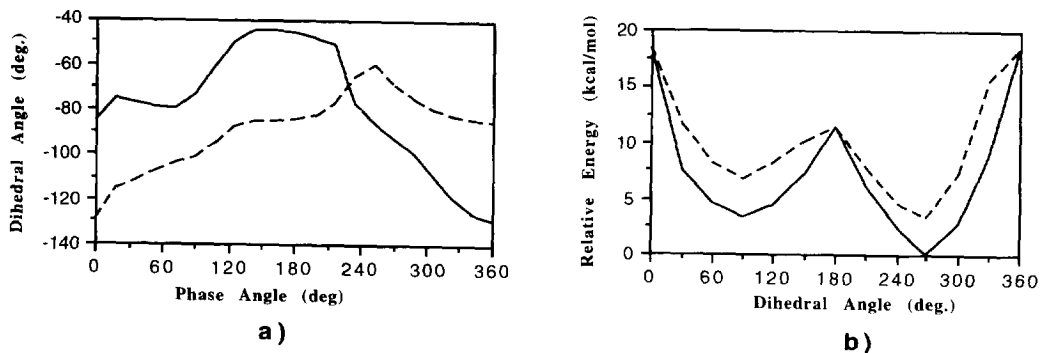 -40
-60
-80
-100
-120
-140
Dihedral Angle (deg.)
0 60 120 180 240 300 360
Phase Angle (deg)
a)
20
15
10
5
0
Relative Energy (kcal/mol)
0 60 120 180 240 300 360
Dihedral Angle (deg.)
b)